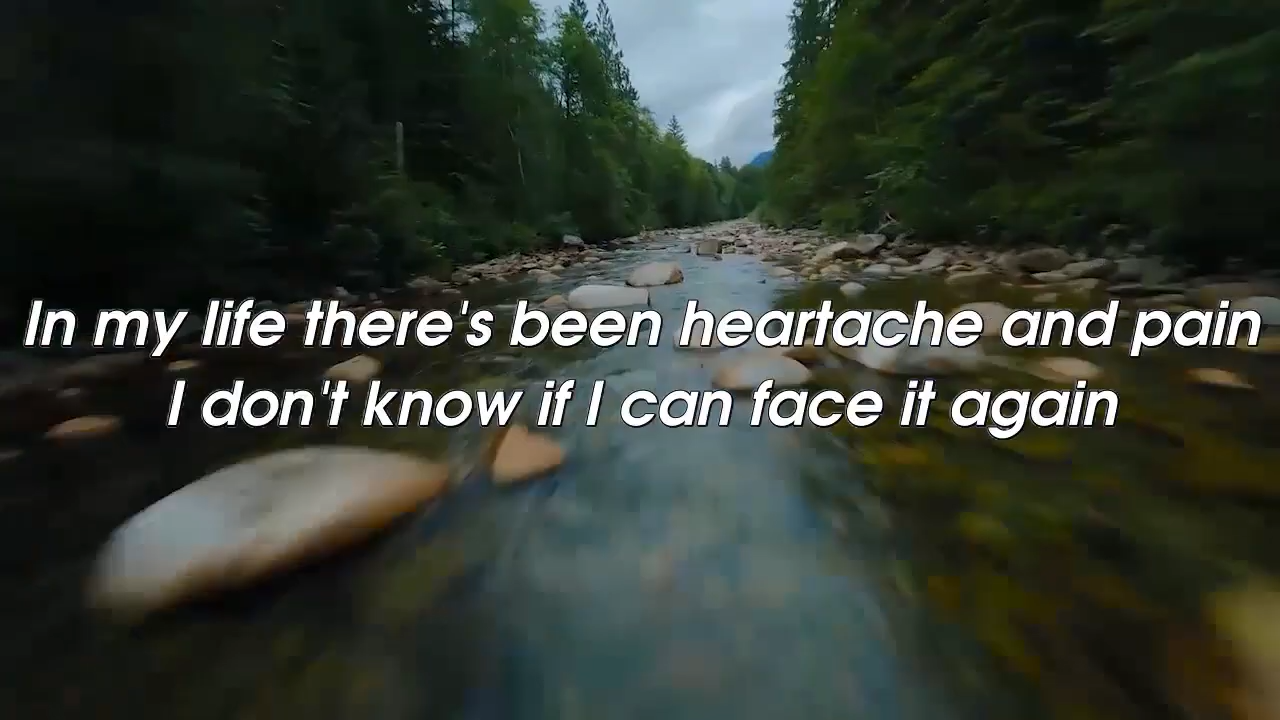 In my life there's been heartache and pain
I don't know if I can face it again